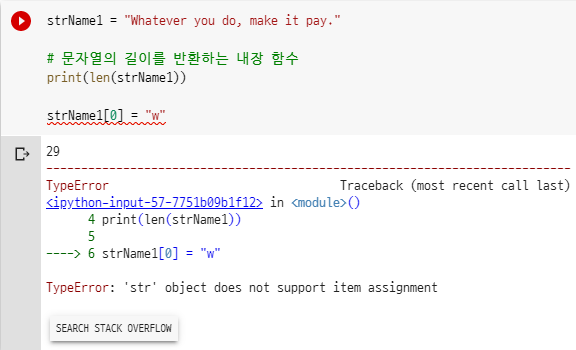 strName1 = "Whatever you do, make it pay."
# 문자열의 길이를 반환하는 내장 함수
print(len(strName1))
strName1[0] = "w"
29
---------------------------------------------------------------------------
TypeError                                 Traceback (most recent call last)
<ipython-input-57-7751b09b1f12> in <module>()
      4 print(len(strName1))
      5
----> 6 strName1[0] = "w"
TypeError: 'str' object does not support item assignment
SEARCH STACK OVERFLOW